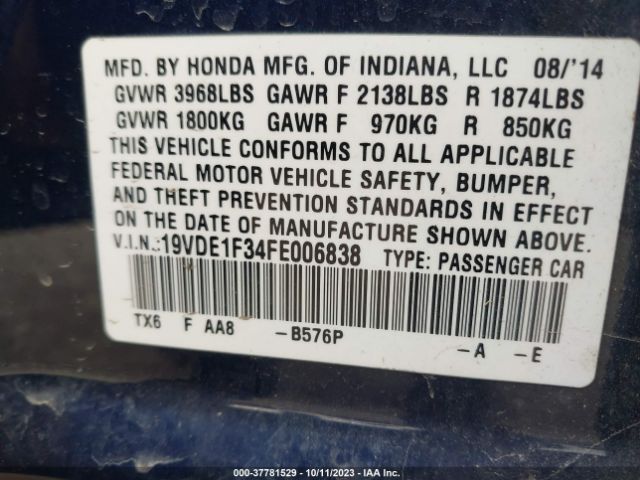 MFD. BY HONDA MFG. OF INDIANA, LLC 08/'14
GVWR 3968LBS GAWR F 2138LBS R 1874LBS
GVWR 1800KG GAWR F 970KG R 850KG
THIS VEHICLE CONFORMS TO ALL APPLICABLE
FEDERAL MOTOR VEHICLE SAFETY, BUMPER,
AND THEFT PREVENTION STANDARDS IN EFFECT
ON THE DATE OF MANUFACTURE SHOWN ABOVE.
V.I.N.:19VDE1F34FE006838 TYPE: PASSENGER CAR
TX6 F AA8 -B576P -A -E
000-37781529 - 10/11/2023 - IAA Inc.